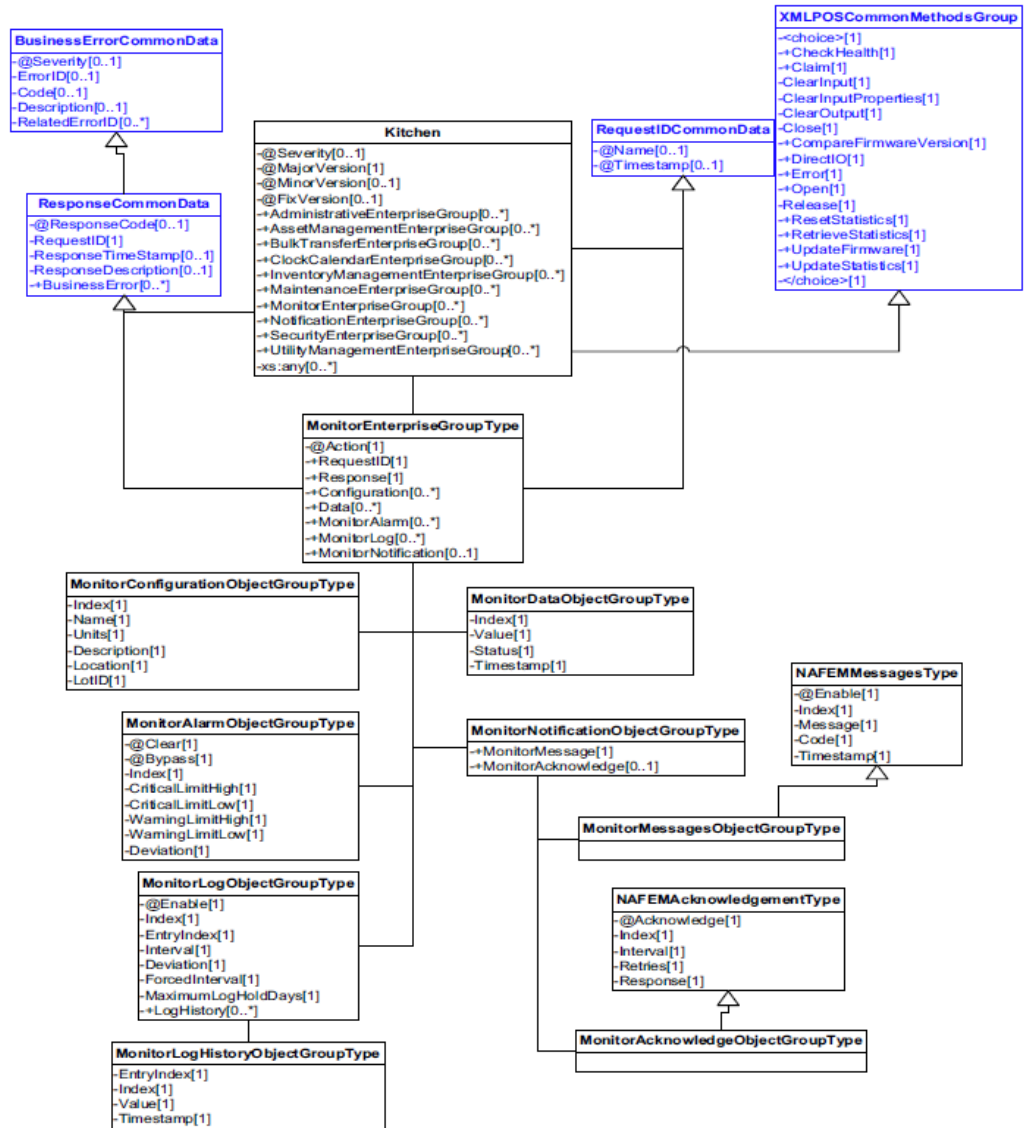 BusinessErrorCommonData
-@Severity[0..1]
-ErrorID[0..1]
-Code[0..1]
-Description[0..1]
-RelatedErrorID[0..*]
XMLPOSCommonMethodsGroup
-<choice>[1]
-+CheckHealth[1]
-+Claim[1]
-ClearInput[1]
-ClearInputProperties[1]
-ClearOutput[1]
-Close[1]
-+CompareFirmwareVersion[1]
-+DirectIO[1]
-+Error[1]
-+Open[1]
-Release[1]
-+ResetStatistics[1]
-+RetrieveStatistics[1]
-+UpdateFirmware[1]
-+UpdateStatistics[1]
-</choice>[1]
Kitchen
-@Severity[0..1]
-@MajorVersion[1]
-@MinorVersion[0..1]
-@FixVersion[0..1]
-+AdministrativeEnterpriseGroup[0..*]
-+AssetManagementEnterpriseGroup[0..*]
-+BulkTransferEnterpriseGroup[0..*]
-+ClockCalendarEnterpriseGroup[0..*]
-+InventoryManagementEnterpriseGroup[0..*]
-+MaintenanceEnterpriseGroup[0..*]
-+MonitorEnterpriseGroup[0..*]
-+NotificationEnterpriseGroup[0..*]
-+SecurityEnterpriseGroup[0..*]
-+UtilityManagementEnterpriseGroup[0..*]
-xs:any[0..*]
RequestIDCommonData
-@Name[0..1]
-@Timestamp[0..1]
ResponseCommonData
-@ResponseCode[0..1]
-RequestID[1]
-ResponseTimeStamp[0..1]
-ResponseDescription[0..1]
-+BusinessError[0..*]
MonitorEnterpriseGroupType
-@Action[1]
-+RequestID[1]
-+Response[1]
-+Configuration[0..*]
-+Data[0..*]
-+MonitorAlarm[0..*]
-+MonitorLog[0..*]
-+MonitorNotification[0..1]
MonitorConfigurationObjectGroupType
-Index[1]
-Name[1]
-Units[1]
-Description[1]
-Location[1]
-LotID[1]
MonitorDataObjectGroupType
-Index[1]
-Value[1]
-Status[1]
-Timestamp[1]
NAFEMMessagesType
-@Enable[1]
-Index[1]
-Message[1]
-Code[1]
-Timestamp[1]
MonitorAlarmObjectGroupType
-@Clear[1]
-@Bypass[1]
-Index[1]
-CriticalLimitHigh[1]
-CriticalLimitLow[1]
-WarningLimitHigh[1]
-WarningLimitLow[1]
-Deviation[1]
MonitorNotificationObjectGroupType
-+MonitorMessage[1]
-+MonitorAcknowledge[0..1]
MonitorMessagesObjectGroupType
MonitorLogObjectGroupType
-@Enable[1]
-Index[1]
-EntryIndex[1]
-Interval[1]
-Deviation[1]
-ForcedInterval[1]
-MaximumLogHoldDays[1]
-+LogHistory[0..*]
NAFEMAcknowledgementType
-@Acknowledge[1]
-Index[1]
-Interval[1]
-Retries[1]
-Response[1]
MonitorAcknowledgeObjectGroupType
MonitorLogHistoryObjectGroupType
-EntryIndex[1]
-Index[1]
-Value[1]
-Timestamp[1]